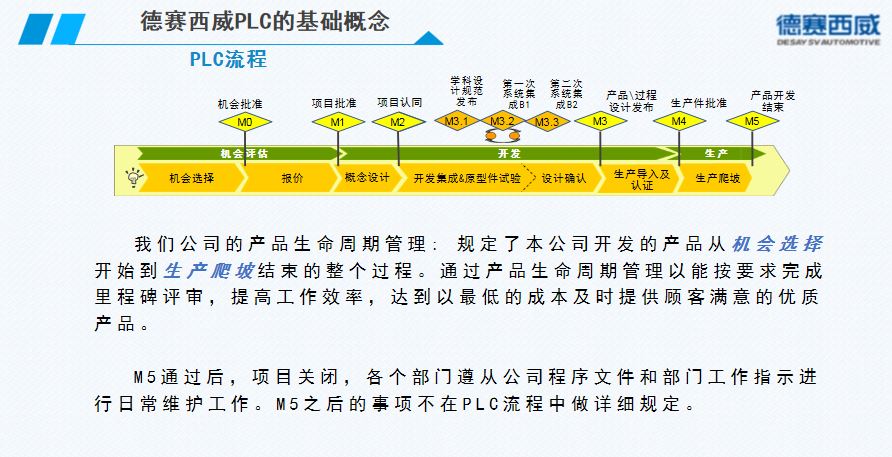 德赛西威PLC的基础概念
德赛西威
DESAY SV AUTOMOTIVE
PLC流程
机会批准
项目批准
项目认同
学科设
计规范
发布
第一次
系统集
成B1
第二次
系统集
成B2
产品\过程
设计发布
生产件批准
产品开发
结束
M0
M1
M2
M3.1
M3.2
M3.3
M3
M4
M5
机会评估
开发
生产
机会选择
报价
概念设计
开发集成&原型件试验
设计确认
生产导入及
认证
生产爬坡
我们公司的产品生命周期管理: 规定了本公司开发的产品从机会选择
开始到生产爬坡结束的整个过程。通过产品生命周期管理以能按要求完成
里程碑评审，提高工作效率，达到以最低的成本及时提供顾客满意的优质
产品。
M5通过后，项目关闭，各个部门遵从公司程序文件和部门工作指示进
行日常维护工作。M5之后的事项不在PLC流程中做详细规定。